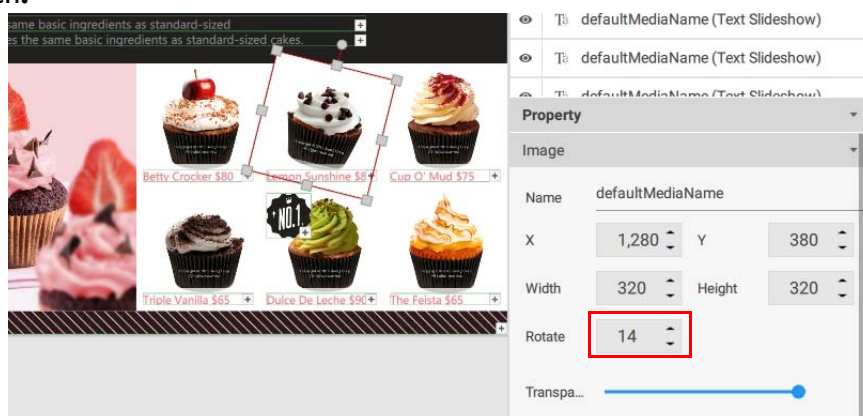 same basic ingredients as standard-sized
es the same basic ingredients as standard-sized cakes.
Betty Crocker $80
Lemon Sunshine $8
Cup O' Mud $75
NO.1
Triple Vanilla $65
Dulce De Leche $90
The Feista $65
defaultMediaName (Text Slideshow)
defaultMediaName (Text Slideshow)
defaultMediaName (Text Slideshow)
Property
Image
Name defaultMediaName
X 1,280 Y 380
Width 320 Height 320
Rotate 14
Transpa...